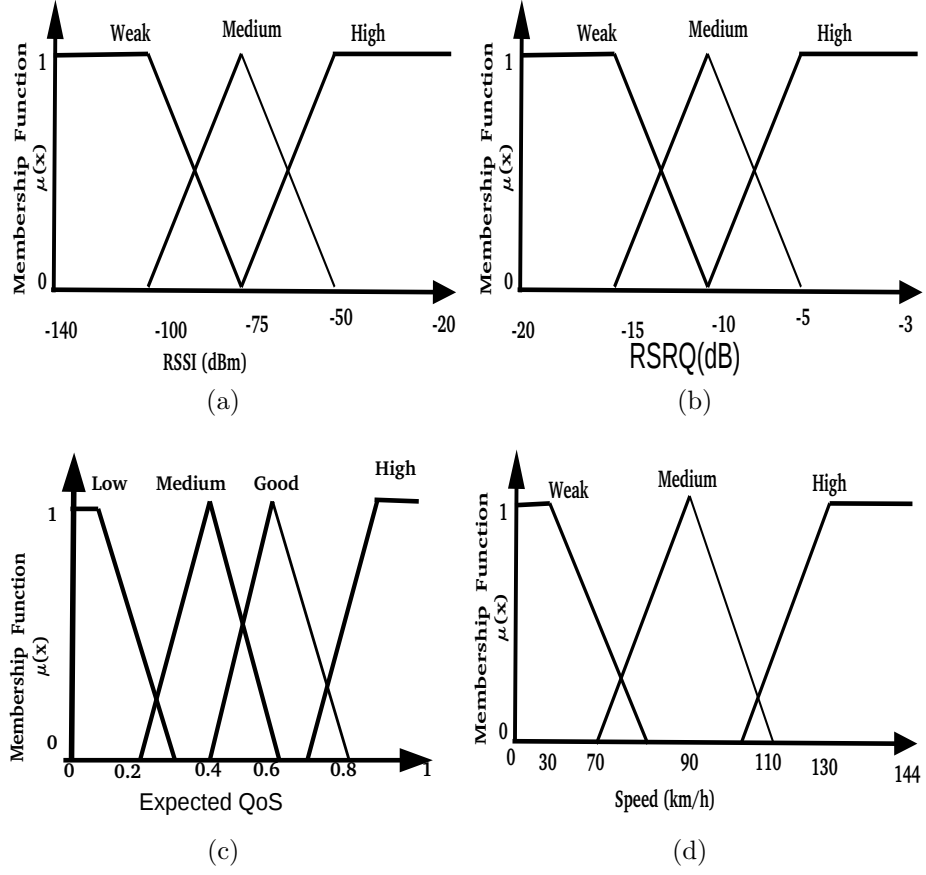 Weak Medium High
1
Membership Function
μ(x)
0
-140 -100 -75 -50 -20
RSSI (dBm)
(a)
Weak Medium High
1
Membership Function
μ(x)
0
-20 -15 -10 -5 -3
RSRQ(dB)
(b)
Low Medium Good High
1
Membership Function
μ(x)
0
0 0.2 0.4 0.6 0.8 1
Expected QoS
(c)
Weak Medium High
1
Membership Function
μ(x)
0
0 30 70 90 110 130 144
Speed (km/h)
(d)